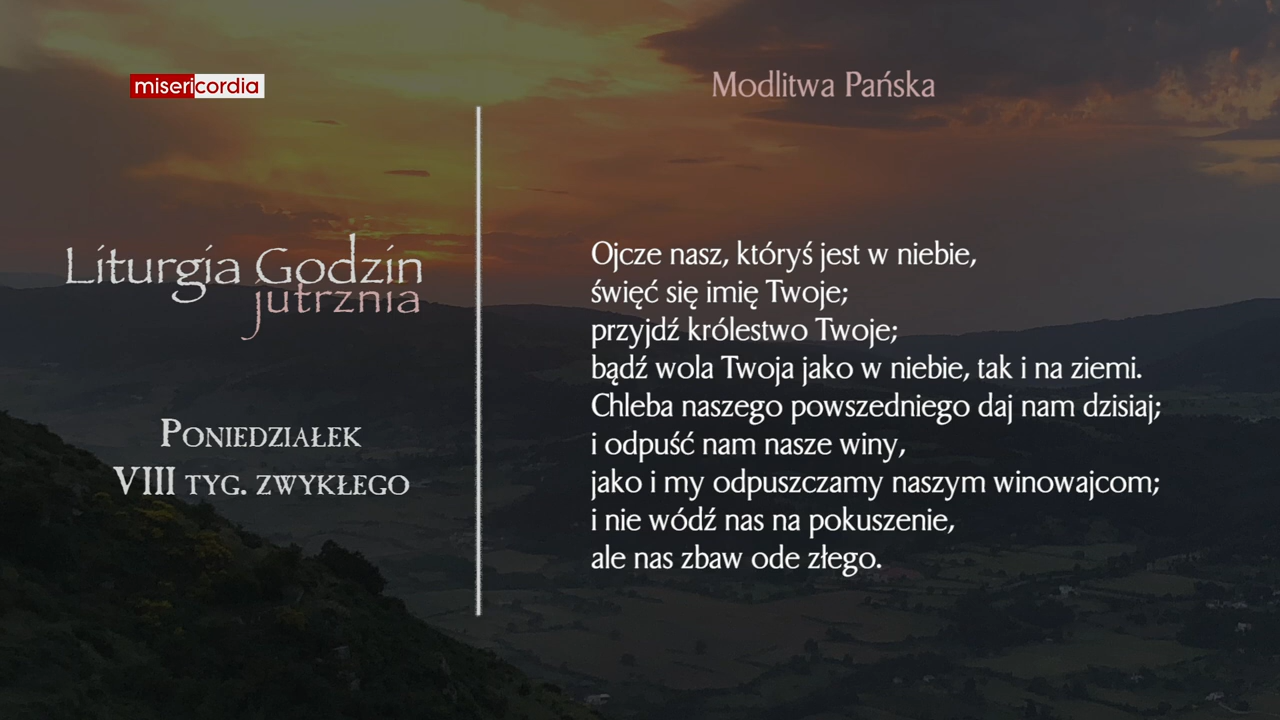 misericordia
Liturgia Godzin
jutrznia
Poniedziałek
VIII tyg. zwykłego
Modlitwa Pańska
Ojcze nasz, któryś jest w niebie,
święć się imię Twoje;
przyjdź królestwo Twoje;
bądź wola Twoja jako w niebie, tak i na ziemi.
Chleba naszego powszedniego daj nam dzisiaj;
i odpuść nam nasze winy,
jako i my odpuszczamy naszym winowajcom;
i nie wódź nas na pokuszenie,
ale nas zbaw ode złego.